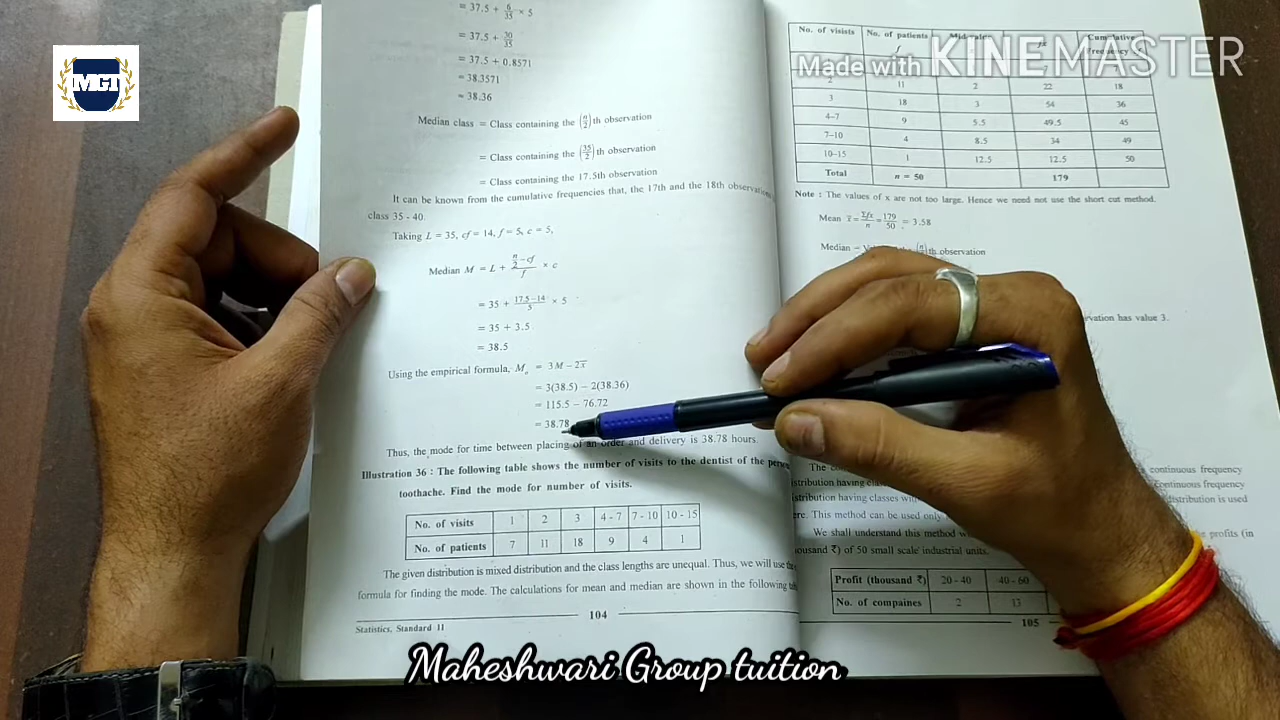 MGT
Made with KINEMASTER
= 37.5 + 6/35 × 5
= 37.5 + 30/35
= 37.5 + 0.8571
= 38.3571
= 38.36
Median class = Class containing the (n/2)th observation
= Class containing the (35/2)th observation
= Class containing the 17.5th observation
It can be known from the cumulative frequencies that, the 17th and the 18th
class 35 - 40.
Taking L = 35, cf = 14, f = 5, c = 5,
Median M = L + (n/2 - cf)/f × c
= 35 + (17.5-14)/5 × 5
= 35 + 3.5
= 38.5
Using the empirical formula, Mo = 3M - 2x̄
= 3(38.5) - 2(38.36)
= 115.5 - 76.72
= 38.78
Thus, the mode for time between placing of an order and delivery is 38.78 hours.
Illustration 36 : The following table shows the number of visits to the dentist of the
toothache. Find the mode for number of visits.
No. of visits 1 2 3 4 - 7 7 - 10 10 - 15
No. of patients 7 11 18 9 4 1
The given distribution is mixed distribution and the class lengths are unequal. Thus, we will use the
formula for finding the mode. The calculations for mean and median are shown in the following
104
Statistics, Standard 11
No. of visists No. of patients f Cumulative
2 11 2 22 18
3 18 3 54 36
4-7 9 5.5 49.5 45
7-10 4 8.5 34 49
10-15 1 12.5 12.5 50
Total n = 50 179
Note : The values of x are not too large. Hence we need not use the short cut method.
Mean x̄ = Σfx/n = 179/50 = 3.58
Median = th observation
has value 3.
The
continuous frequency
having
continuous frequency
distribution having classes
distribution is used
This method can be used only
We shall understand this method
profits (in
₹) of 50 small scale industrial units.
Profit (thousand ₹) 20 - 40 40 - 60
No. of compaines 2 13
105
Maheshwari Group tuition